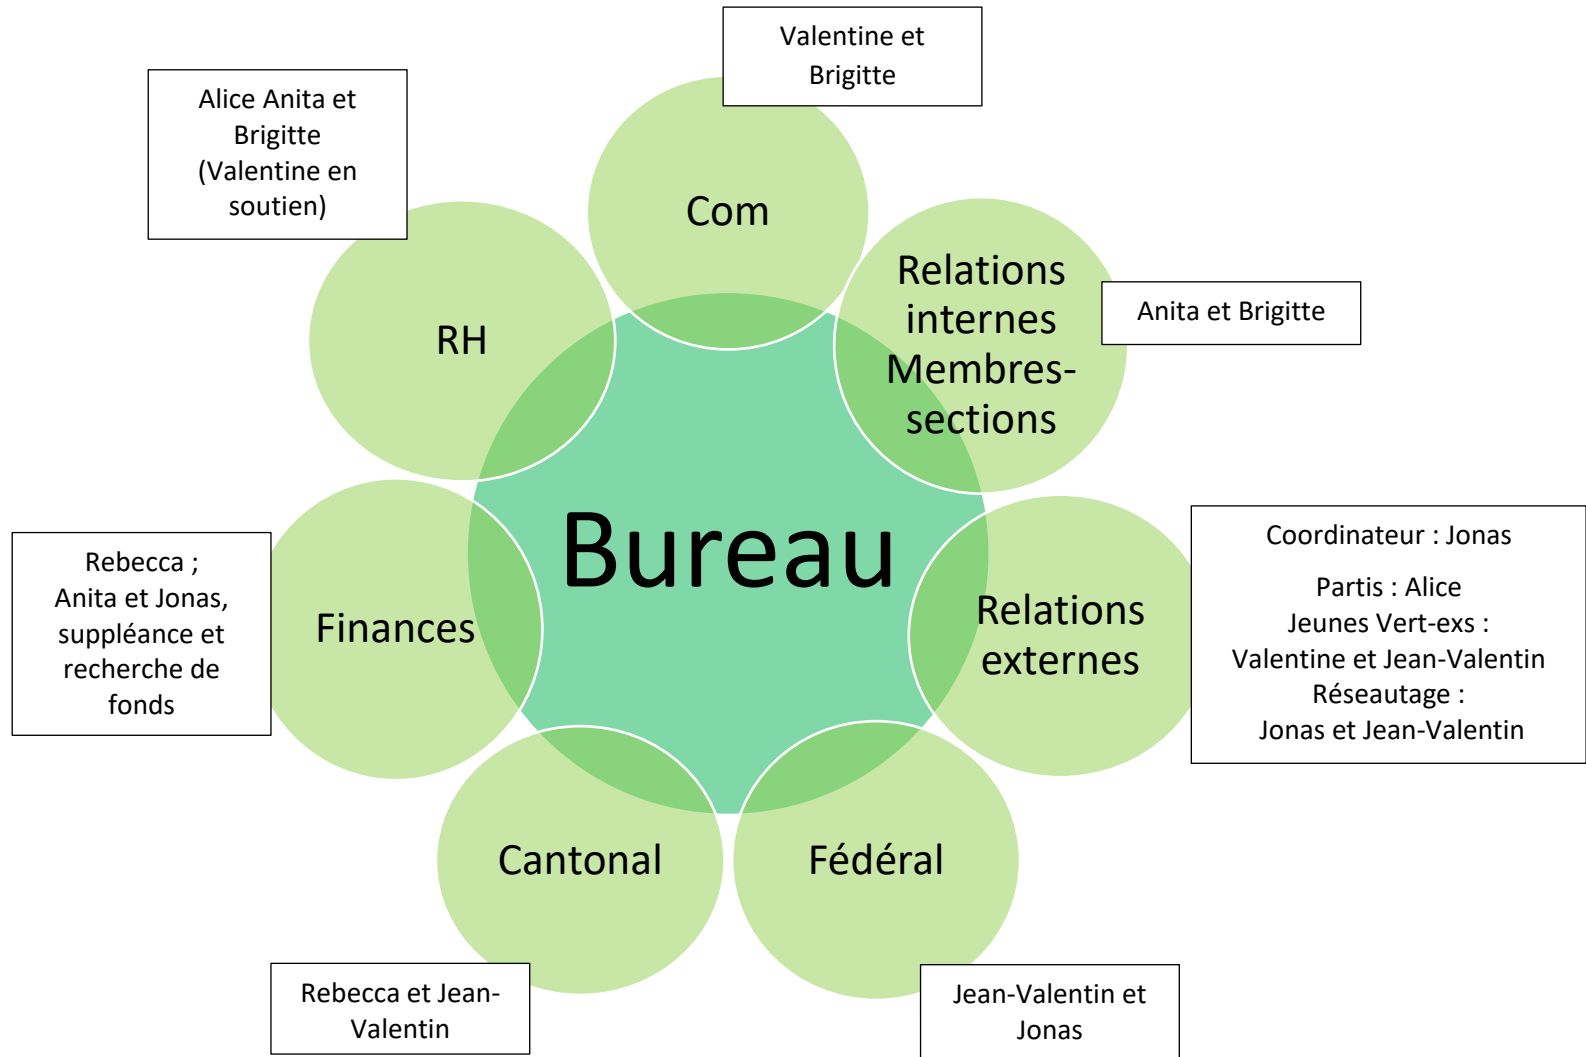 Valentine et
Brigitte
Alice Anita et
Brigitte
(Valentine en
soutien)
Com
Relations
internes
Membres-
sections
Anita et Brigitte
RH
Bureau
Coordinateur : Jonas
Partis : Alice
Jeunes Vert-exs :
Valentine et Jean-Valentin
Réseautage :
Jonas et Jean-Valentin
Relations
externes
Rebecca ;
Anita et Jonas,
suppléance et
recherche de
fonds
Finances
Cantonal
Fédéral
Rebecca et Jean-
Valentin
Jean-Valentin et
Jonas